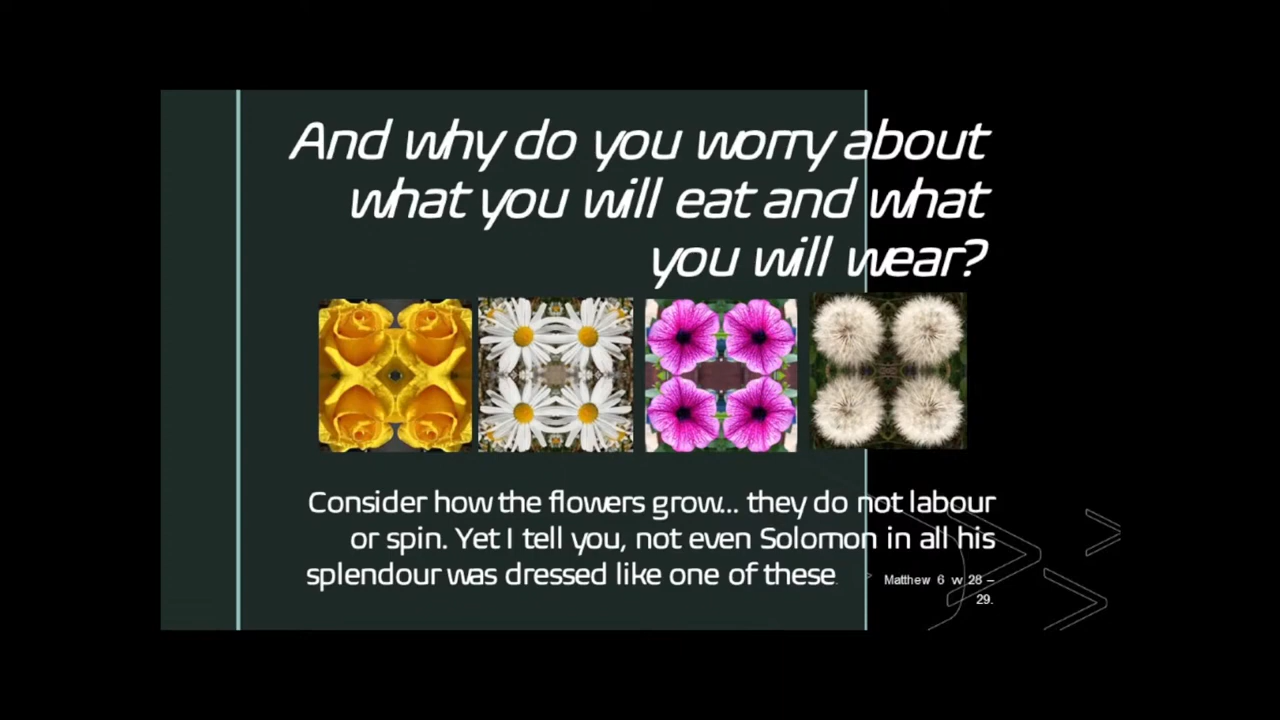 And why do you worry about
what you will eat and what
you will wear?
Consider how the flowers grow... they do not labour
or spin. Yet I tell you, not even Solomon in all his
splendour was dressed like one of these.
Matthew 6 vv 28 –
29.